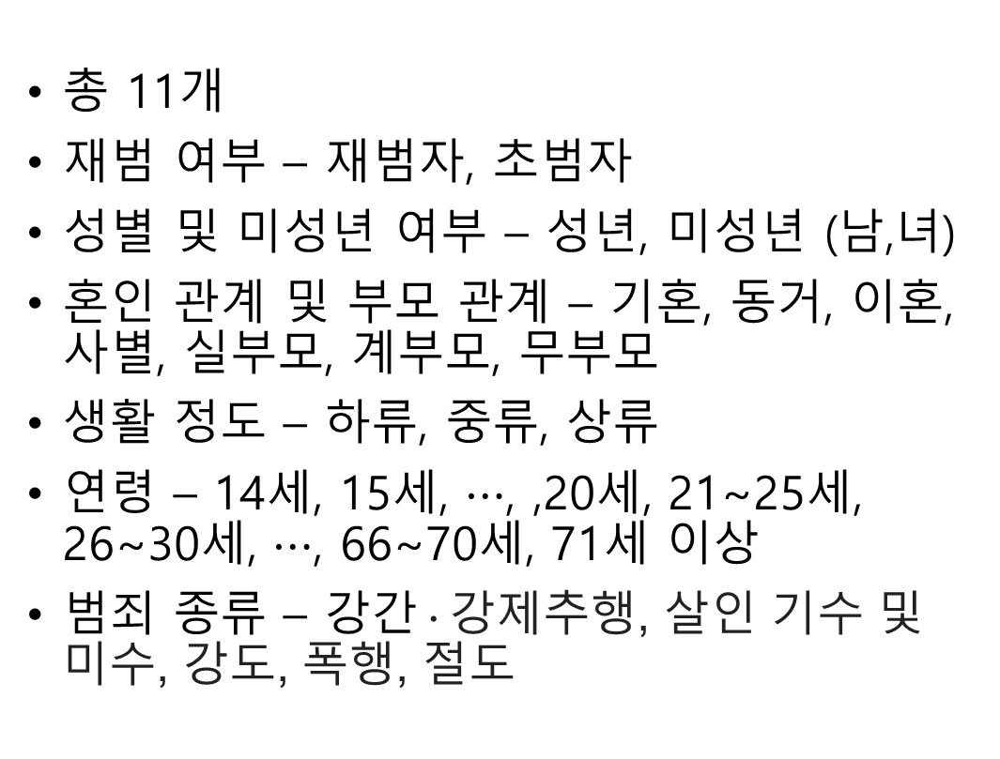 • 총 11개
• 재범 여부 – 재범자, 초범자
• 성별 및 미성년 여부 – 성년, 미성년 (남,녀)
• 혼인 관계 및 부모 관계 – 기혼, 동거, 이혼,
사별, 실부모, 계부모, 무부모
• 생활 정도 – 하류, 중류, 상류
• 연령 – 14세, 15세, ⋯, ,20세, 21~25세,
26~30세, ⋯, 66~70세, 71세 이상
• 범죄 종류 – 강간 · 강제추행, 살인 기수 및
미수, 강도, 폭행, 절도